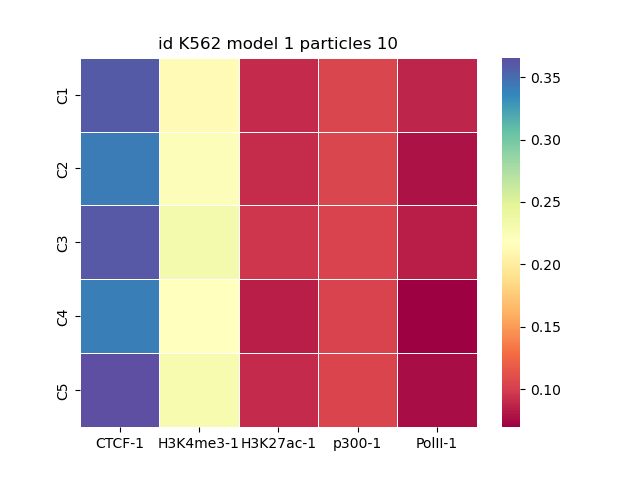 id K562 model 1 particles 10
C1
C2
C3
C4
C5
CTCF-1 H3K4me3-1 H3K27ac-1 p300-1 PolII-1
0.35
0.30
0.25
0.20
0.15
0.10